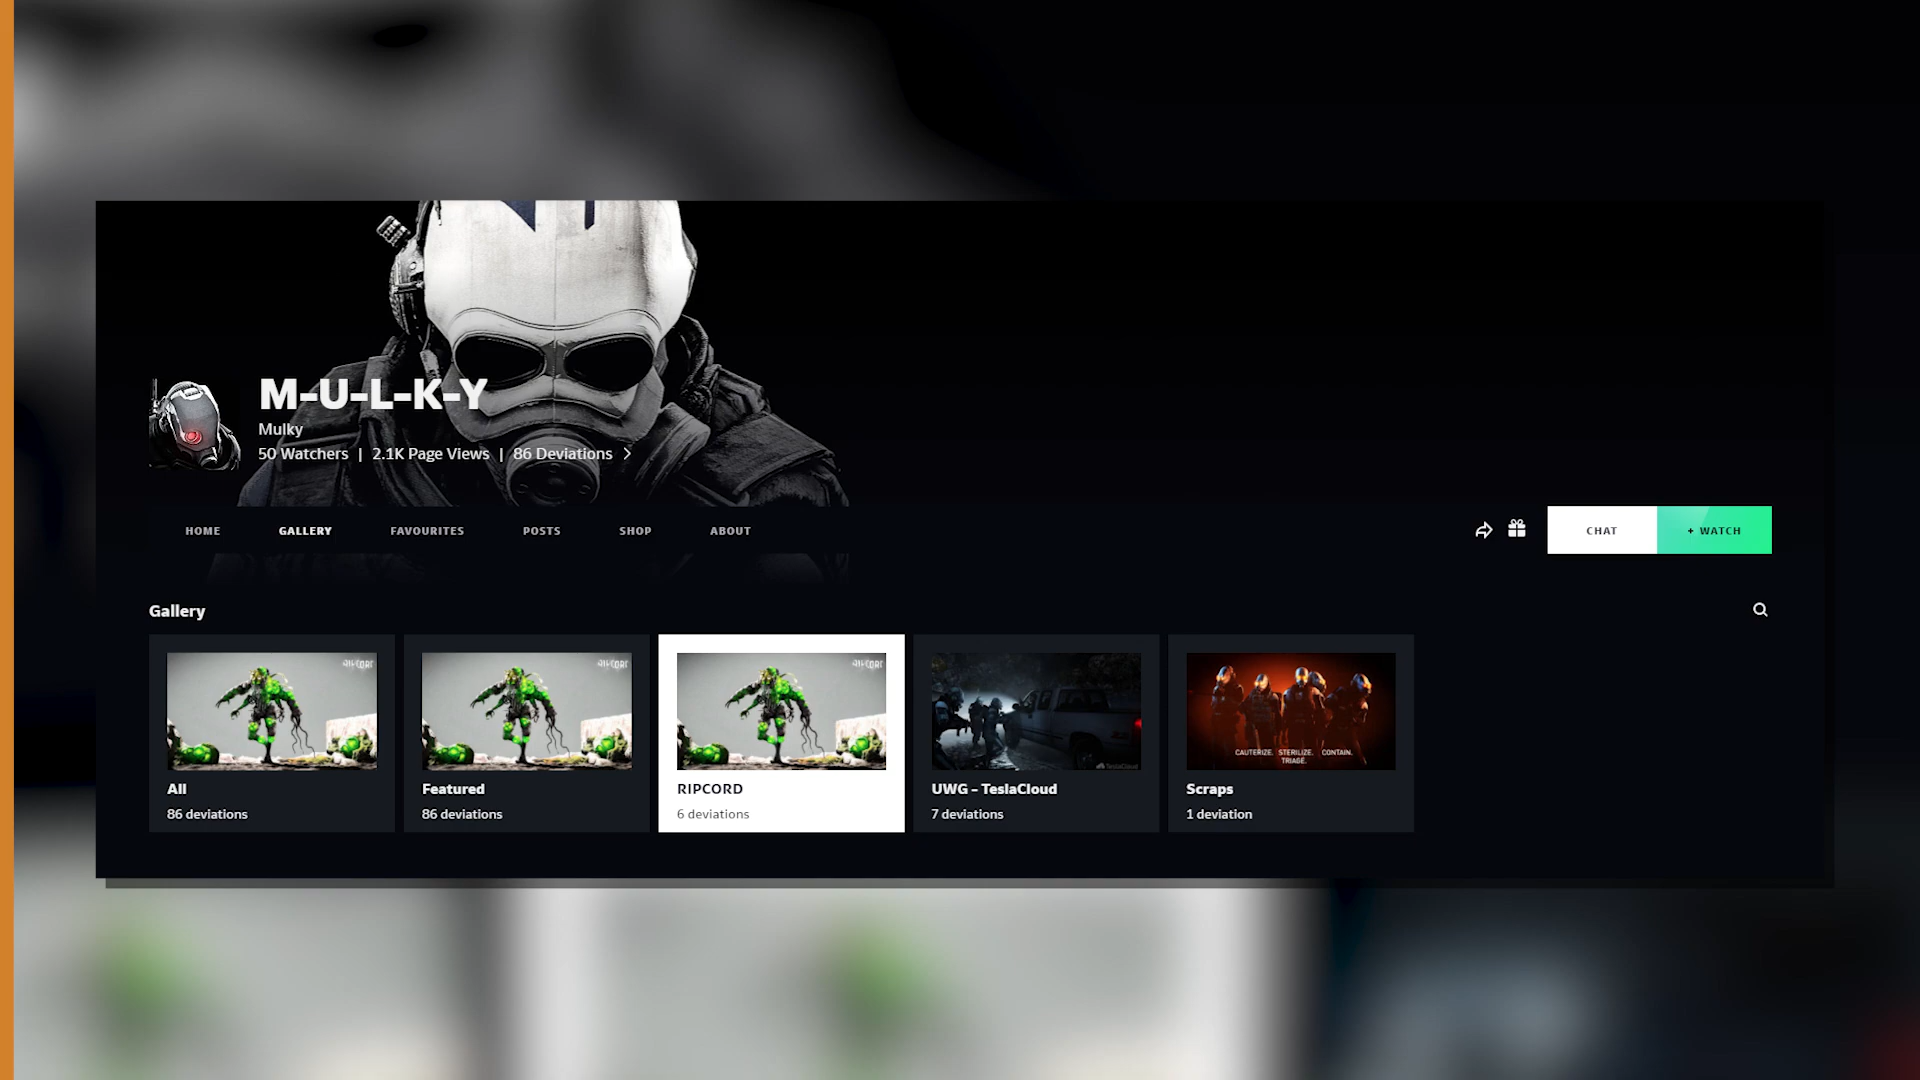 M-U-L-K-Y
Mulky
50 Watchers | 2.1K Page Views | 86 Deviations
HOME GALLERY FAVOURITES POSTS SHOP ABOUT
CHAT + WATCH
Gallery
CAUTERIZE. STERILIZE. CONTAIN.
TRIAGE.
TeslaCloud
All Featured RIPCORD UWG - TeslaCloud Scraps
86 deviations 86 deviations 6 deviations 7 deviations 1 deviation